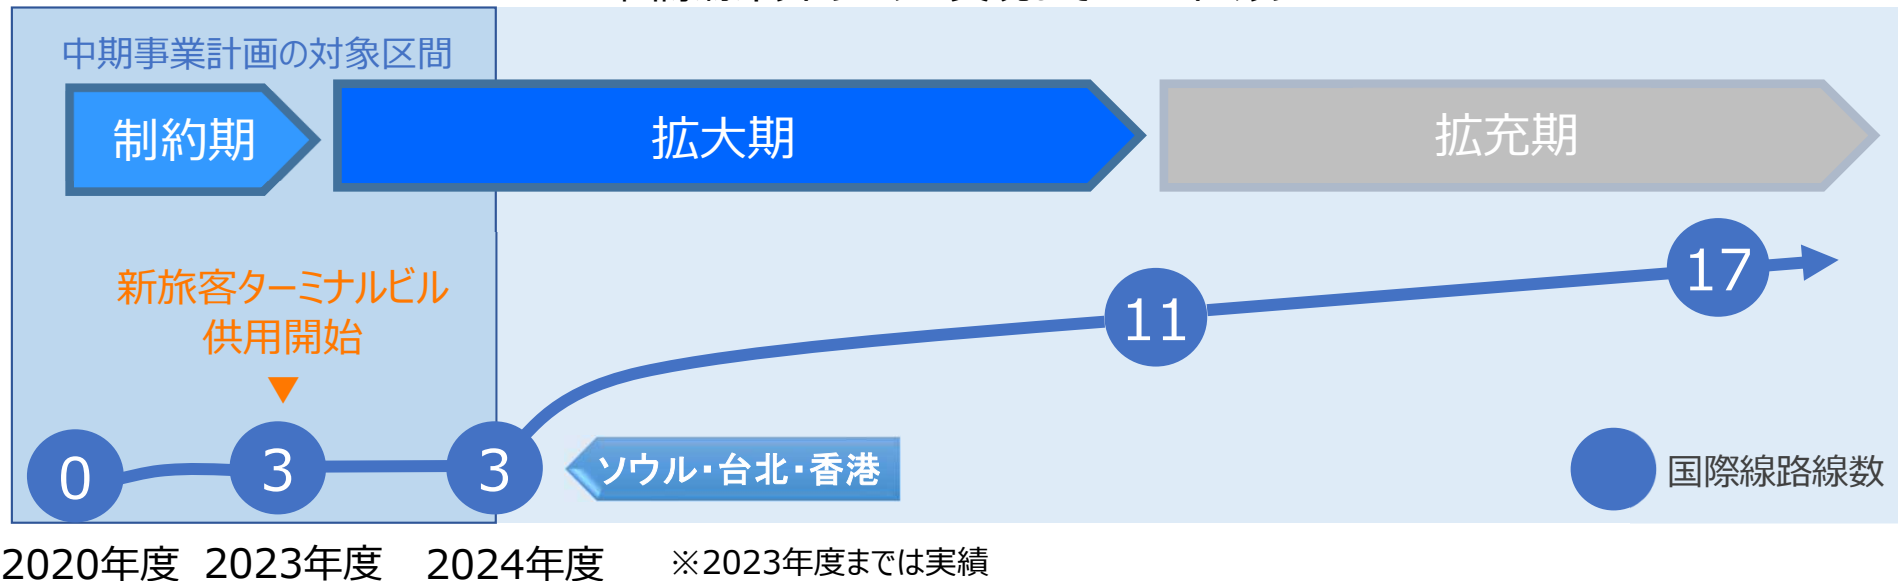 中期事業計画の対象区間
制約期
拡大期
拡充期
新旅客ターミナルビル
供用開始
0
3
3
11
17
ソウル・台北・香港
国際線路線数
2020年度
2023年度
2024年度
※2023年度までは実績